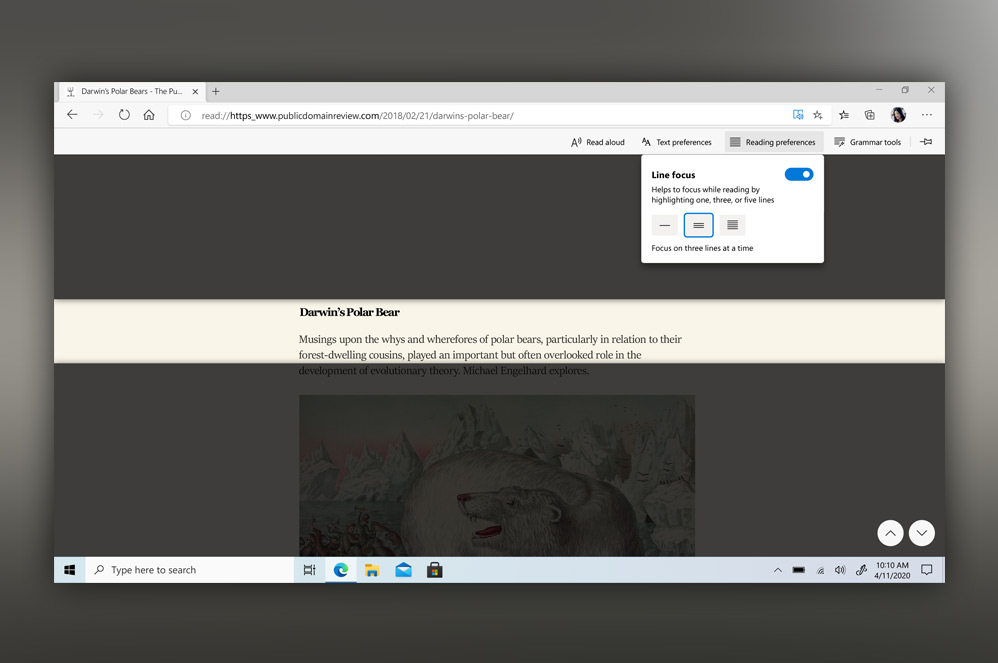 Darwin's Polar Bears - The Pu...
read://https_www.publicdomainreview.com/2018/02/21/darwins-polar-bear/
Read aloud Text preferences Reading preferences Grammar tools
Line focus
Helps to focus while reading by
highlighting one, three, or five lines
Focus on three lines at a time
Darwin's Polar Bear
Musings upon the whys and wherefores of polar bears, particularly in relation to their
forest-dwelling cousins, played an important but often overlooked role in the
development of evolutionary theory. Michael Engelhard explores.
Type here to search
10:10 AM
4/11/2020